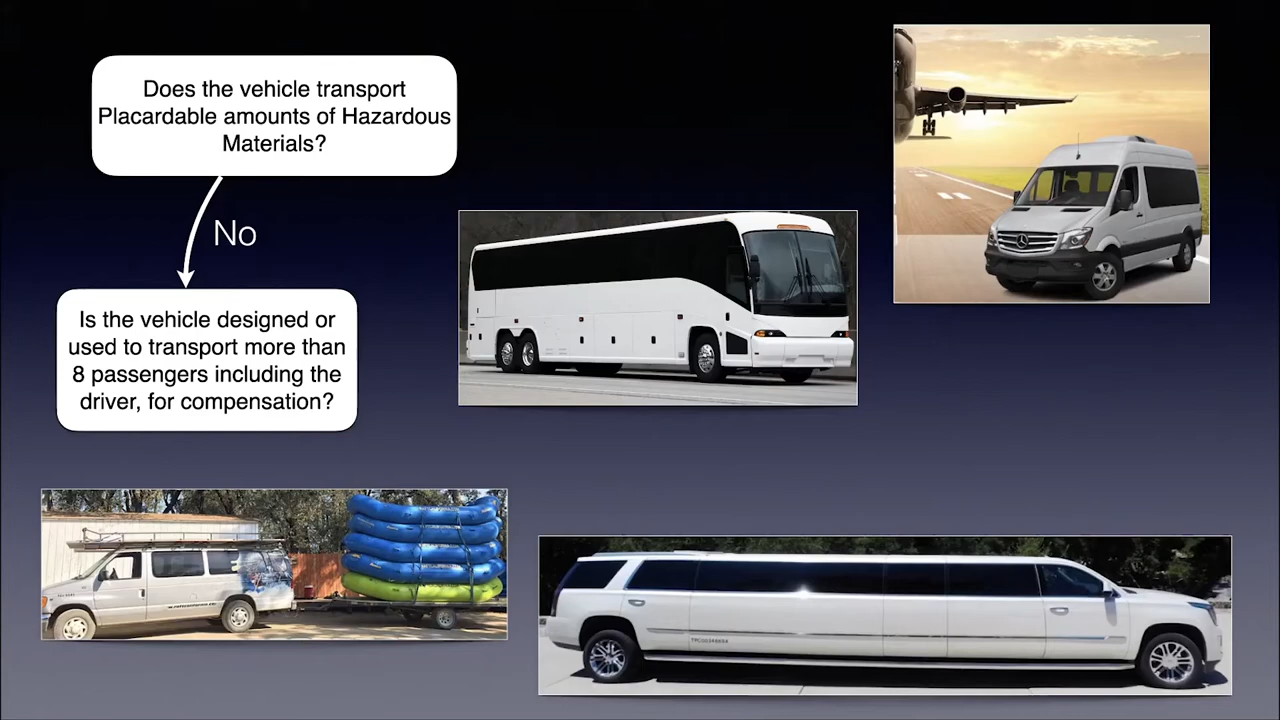 Does the vehicle transport
Placardable amounts of Hazardous
Materials?
No
Is the vehicle designed or
used to transport more than
8 passengers including the
driver, for compensation?